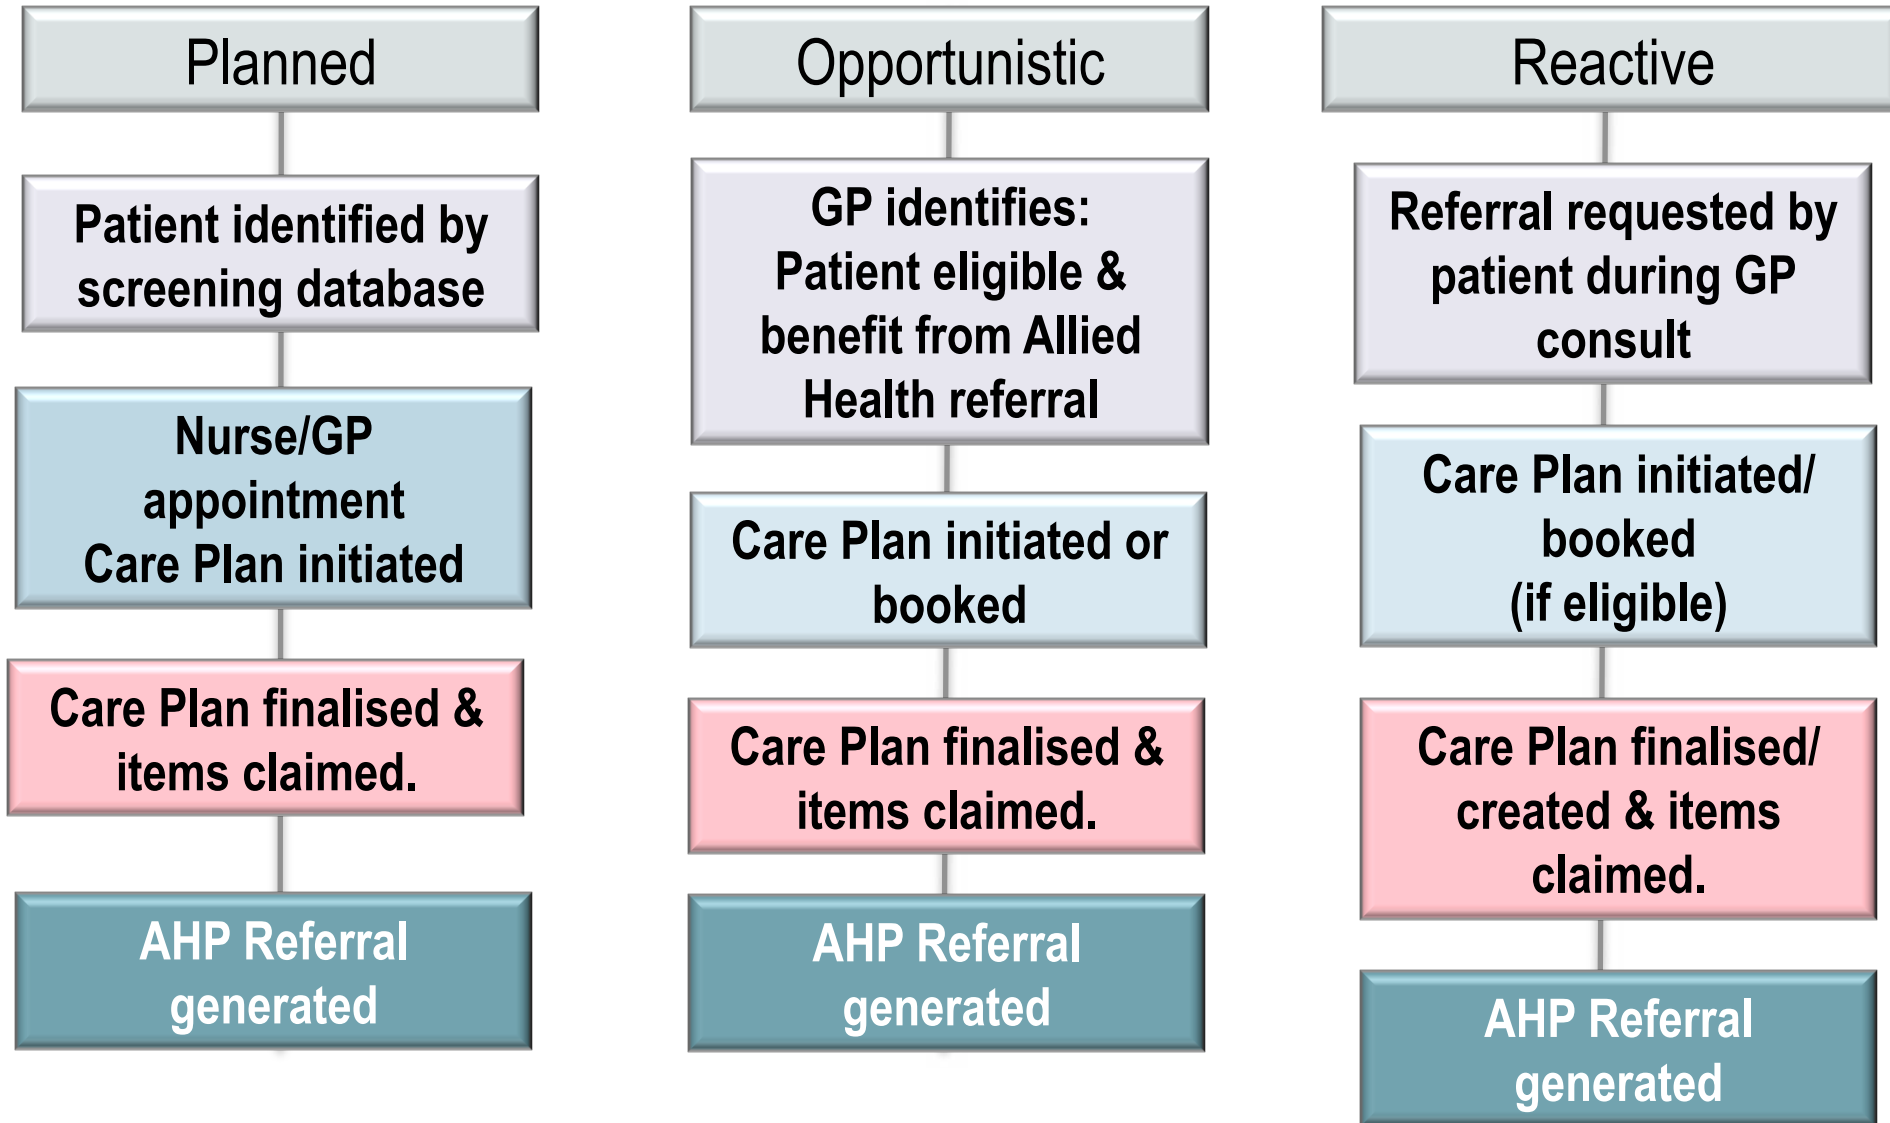 Planned
Patient identified by
screening database
Nurse/GP
appointment
Care Plan initiated
Care Plan finalised &
items claimed.
AHP Referral
generated
Opportunistic
GP identifies:
Patient eligible &
benefit from Allied
Health referral
Care Plan initiated or
booked
Care Plan finalised &
items claimed.
AHP Referral
generated
Reactive
Referral requested by
patient during GP
consult
Care Plan initiated/
booked
(if eligible)
Care Plan finalised/
created & items
claimed.
AHP Referral
generated